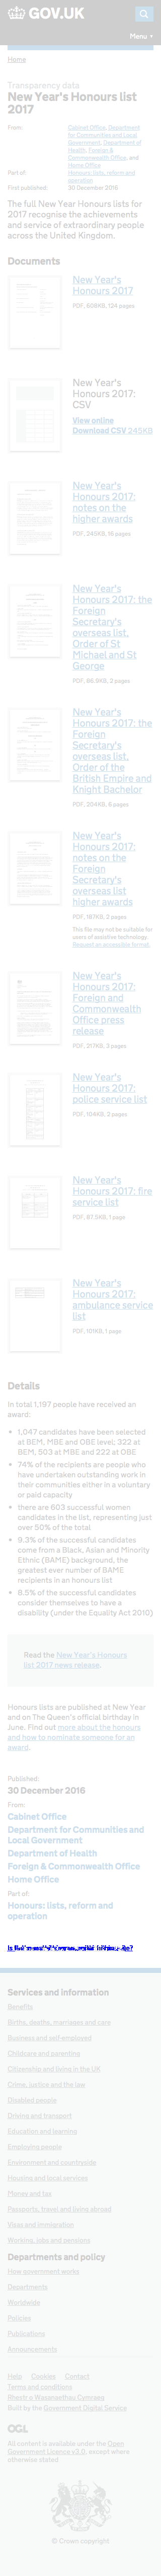 GOV.UK
Menu
Home
Transparency data
New Year's Honours list
2017
From:
Cabinet Office, Department
for Communities and Local
Government, Department of
Health, Foreign &
Commonwealth Office, and
Home Office
Part of:
Honours: lists, reform and
operation
First published:
30 December 2016
The full New Year Honours lists for
2017 recognise the achievements
and service of extraordinary people
across the United Kingdom.
Documents
New Year's
Honours 2017
PDF, 608KB, 124 pages
New Year's
Honours 2017:
CSV
View online
Download CSV 245KB
New Year's
Honours 2017:
notes on the
higher awards
PDF, 245KB, 16 pages
New Year's
Honours 2017: the
Foreign
Secretary's
overseas list,
Order of St
Michael and St
George
PDF, 86.9KB, 2 pages
New Year's
Honours 2017: the
Foreign
Secretary's
overseas list,
Order of the
British Empire and
Knight Bachelor
PDF, 204KB, 6 pages
New Year's
Honours 2017:
notes on the
Foreign
Secretary's
overseas list
higher awards
PDF, 187KB, 2 pages
This file may not be suitable for
users of assistive technology.
Request an accessible format.
New Year's
Honours 2017:
Foreign and
Commonwealth
Office press
release
PDF, 217KB, 3 pages
New Year's
Honours 2017:
police service list
PDF, 104KB, 2 pages
New Year's
Honours 2017: fire
service list
PDF, 87.5KB, 1 page
New Year's
Honours 2017:
ambulance service
list
PDF, 101KB, 1 page
Details
In total 1,197 people have received an
award:
1,047 candidates have been selected
at BEM, MBE and OBE level; 322 at
BEM, 503 at MBE and 222 at OBE
74% of the recipients are people who
have undertaken outstanding work in
their communities either in a voluntary
or paid capacity
there are 603 successful women
candidates in the list, representing just
over 50% of the total
9.3% of the successful candidates
come from a Black, Asian and Minority
Ethnic (BAME) background, the
greatest ever number of BAME
recipients in an honours list
8.5% of the successful candidates
consider themselves to have a
disability (under the Equality Act 2010)
Read the New Year's Honours
list 2017 news release.
Honours lists are published at New Year
and on The Queen's official birthday in
June. Find out more about the honours
and how to nominate someone for an
award.
Published:
30 December 2016
From:
Cabinet Office
Department for Communities and
Local Government
Department of Health
Foreign & Commonwealth Office
Home Office
Part of:
Honours: lists, reform and
operation
Services and information
Benefits
Births, deaths, marriages and care
Business and self-employed
Childcare and parenting
Citizenship and living in the UK
Crime, justice and the law
Disabled people
Driving and transport
Education and learning
Employing people
Environment and countryside
Housing and local services
Money and tax
Passports, travel and living abroad
Visas and immigration
Working, jobs and pensions
Departments and policy
How government works
Departments
Worldwide
Policies
Publications
Announcements
Help Cookies Contact
Terms and conditions
Rhestr o Wasanaethau Cymraeg
Built by the Government Digital Service
OGL
All content is available under the Open
Government Licence v3.0, except where
otherwise stated
© Crown copyright